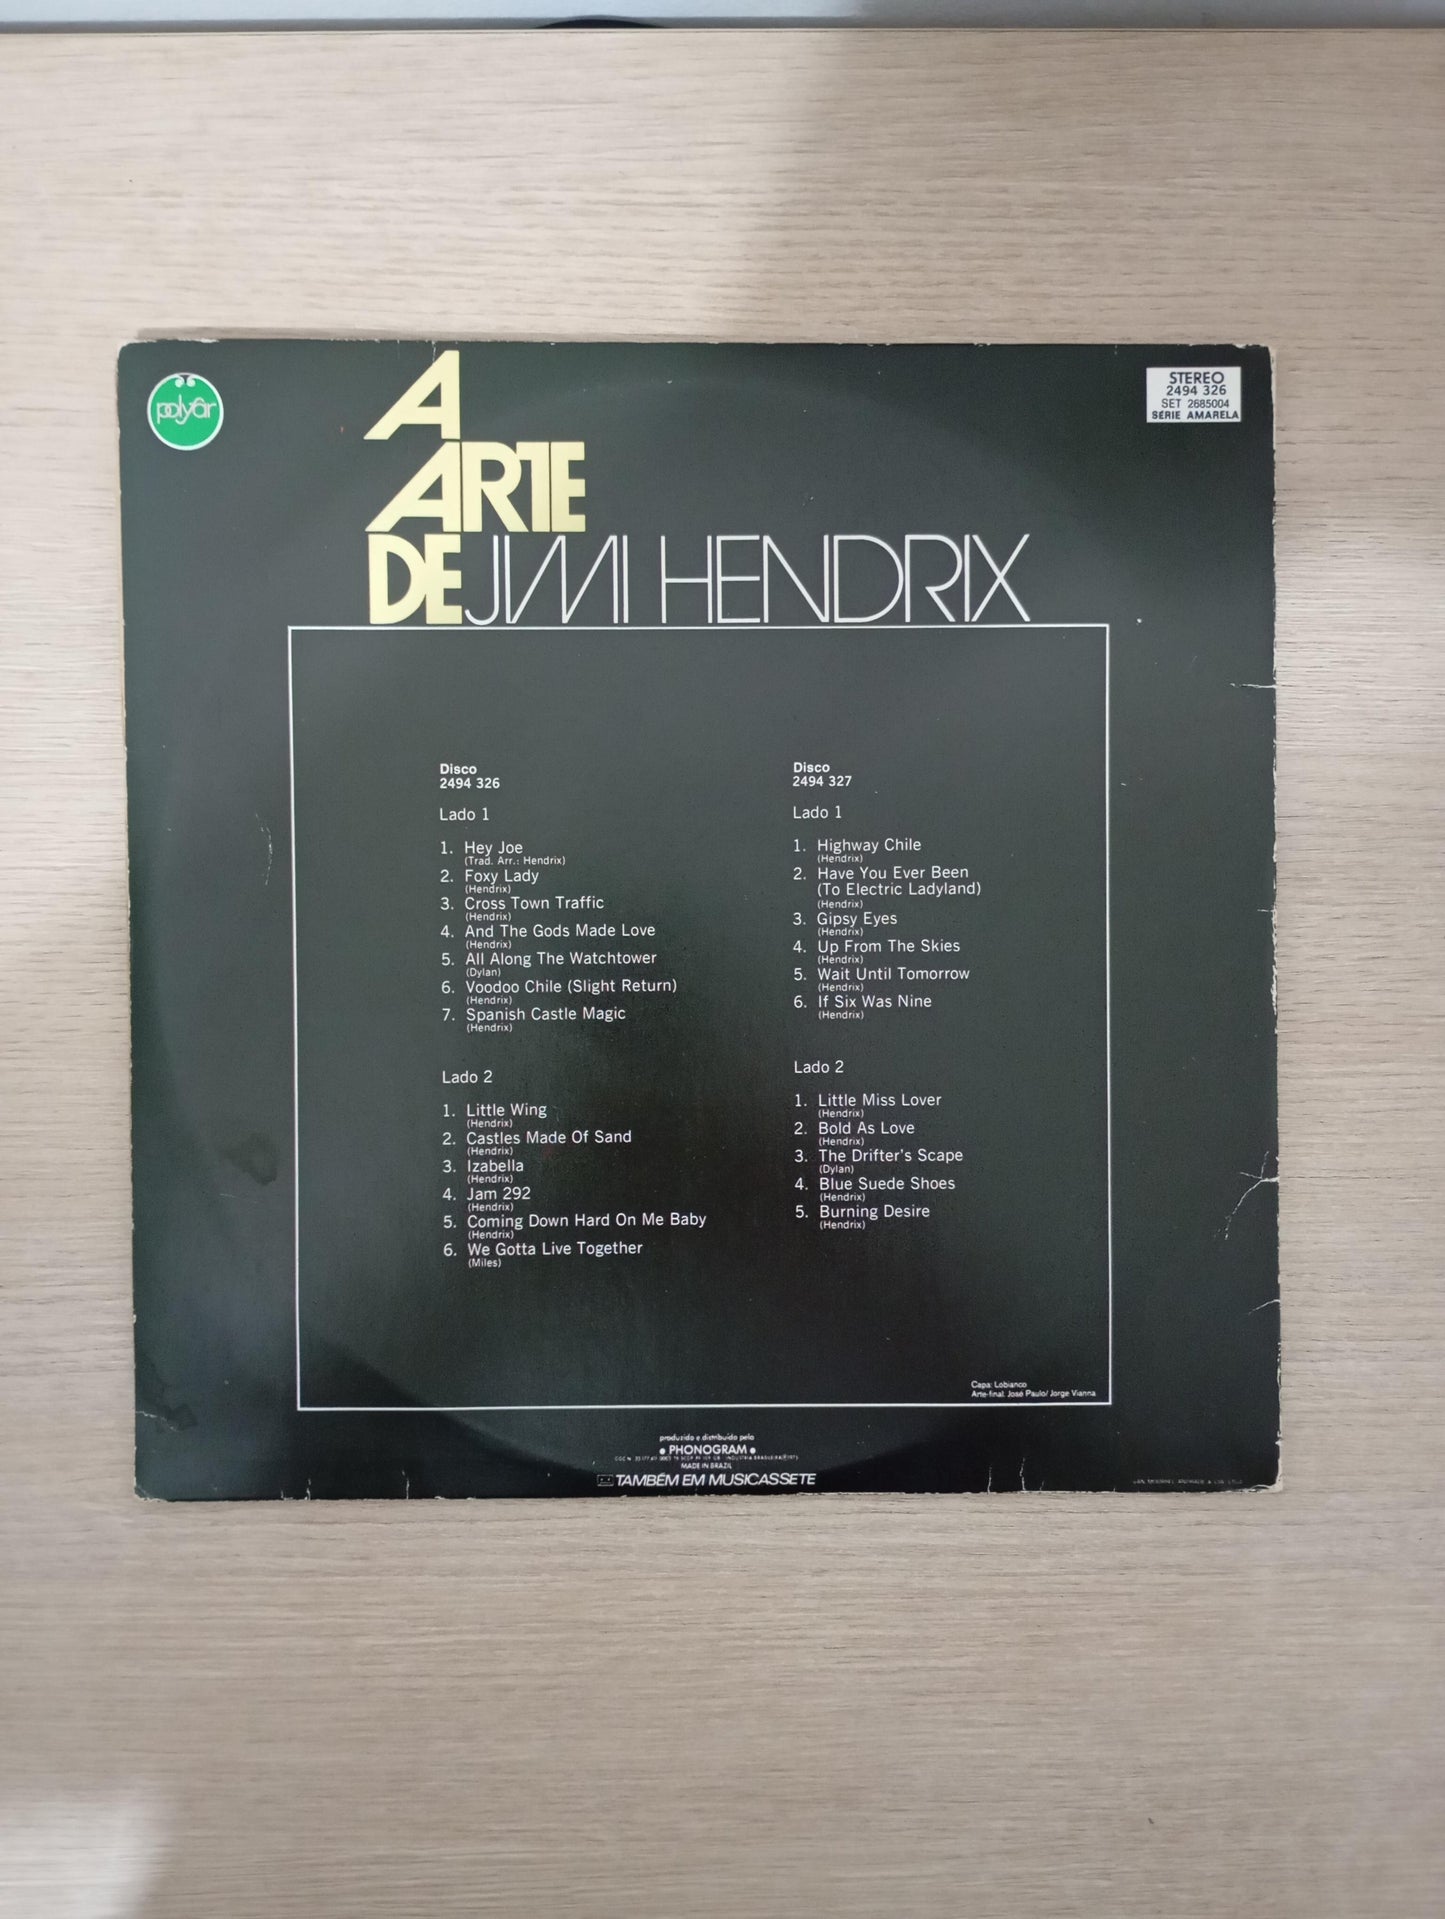 polyfar
STEREO
2494 326
SET 2685004
SÉRIE AMARELA
A
ARTE
DE JIMI HENDRIX
Disco
2494 326
Lado 1
1. Hey Joe
(Trad. Arr.: Hendrix)
2. Foxy Lady
(Hendrix)
3. Cross Town Traffic
(Hendrix)
4. And The Gods Made Love
(Hendrix)
5. All Along The Watchtower
(Dylan)
6. Voodoo Chile (Slight Return)
(Hendrix)
7. Spanish Castle Magic
(Hendrix)
Lado 2
1. Little Wing
(Hendrix)
2. Castles Made Of Sand
(Hendrix)
3. Izabella
(Hendrix)
4. Jam 292
(Hendrix)
5. Coming Down Hard On Me Baby
(Hendrix)
6. We Gotta Live Together
(Miles)
Disco
2494 327
Lado 1
1. Highway Chile
(Hendrix)
2. Have You Ever Been
(To Electric Ladyland)
(Hendrix)
3. Gipsy Eyes
(Hendrix)
4. Up From The Skies
(Hendrix)
5. Wait Until Tomorrow
(Hendrix)
6. If Six Was Nine
(Hendrix)
Lado 2
1. Little Miss Lover
(Hendrix)
2. Bold As Love
(Hendrix)
3. The Drifter's Scape
(Dylan)
4. Blue Suede Shoes
(Hendrix)
5. Burning Desire
(Hendrix)
Capa: Lobianco
Arte-final: José Paulo/Jorge Vianna
produzido e distribuído pela
• PHONOGRAM •
INDÚSTRIA BRASILEIRA
MADE IN BRAZIL
TAMBÉM EM MUSICASSETE